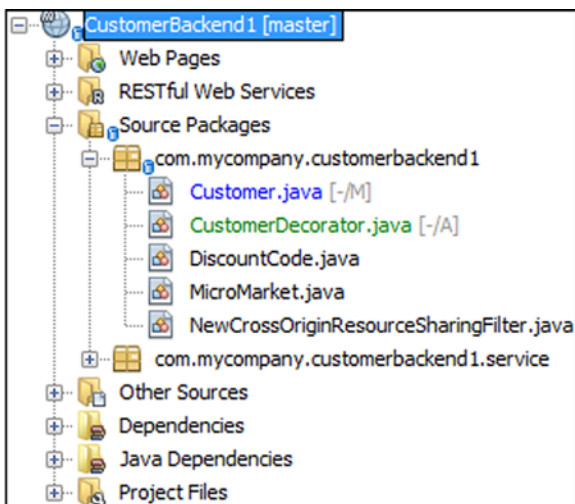 CustomerBackend1 [master]
Web Pages
RESTful Web Services
Source Packages
com.mycompany.customerbackend1
Customer.java [-/M]
CustomerDecorator.java [-/A]
DiscountCode.java
MicroMarket.java
NewCrossOriginResourceSharingFilter.java
com.mycompany.customerbackend1.service
Other Sources
Dependencies
Java Dependencies
Project Files